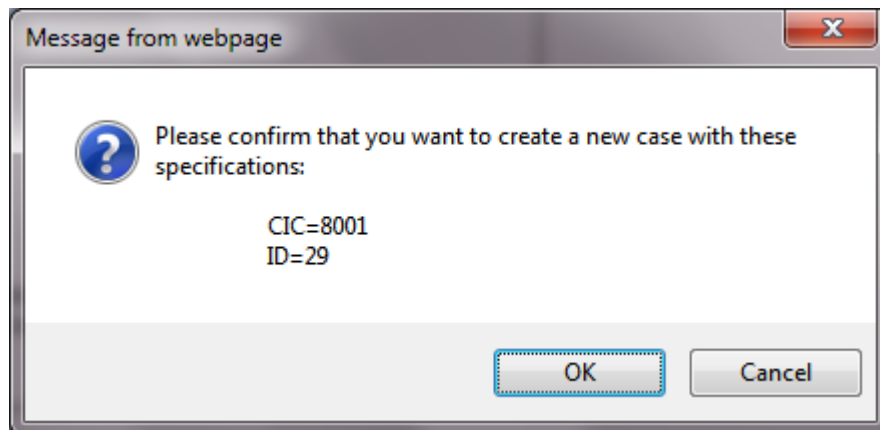 Message from webpage
Please confirm that you want to create a new case with these
specifications:
CIC=8001
ID=29
OK
Cancel